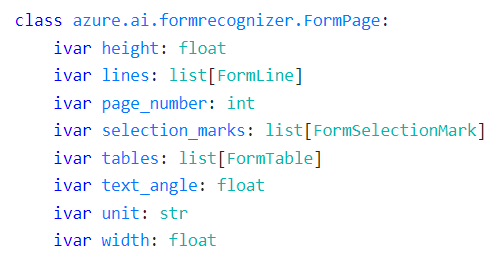 class azure.ai.formrecognizer.FormPage:
    ivar height: float
    ivar lines: list[FormLine]
    ivar page_number: int
    ivar selection_marks: list[FormSelectionMark]
    ivar tables: list[FormTable]
    ivar text_angle: float
    ivar unit: str
    ivar width: float